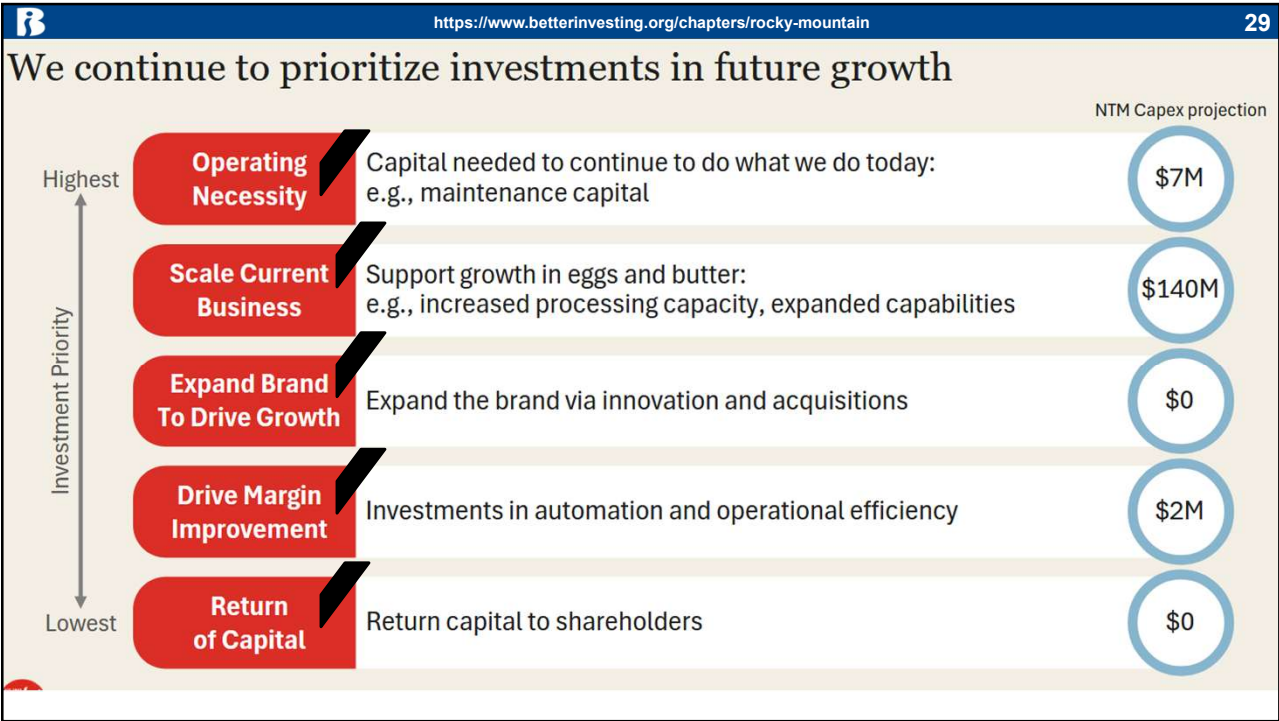 https://www.betterinvesting.org/chapters/rocky-mountain
29
We continue to prioritize investments in future growth
NTM Capex projection
Highest
Investment Priority
Lowest
Operating
Necessity
Capital needed to continue to do what we do today:
e.g., maintenance capital
$7M
Scale Current
Business
Support growth in eggs and butter:
e.g., increased processing capacity, expanded capabilities
$140M
Expand Brand
To Drive Growth
Expand the brand via innovation and acquisitions
$0
Drive Margin
Improvement
Investments in automation and operational efficiency
$2M
Return
of Capital
Return capital to shareholders
$0